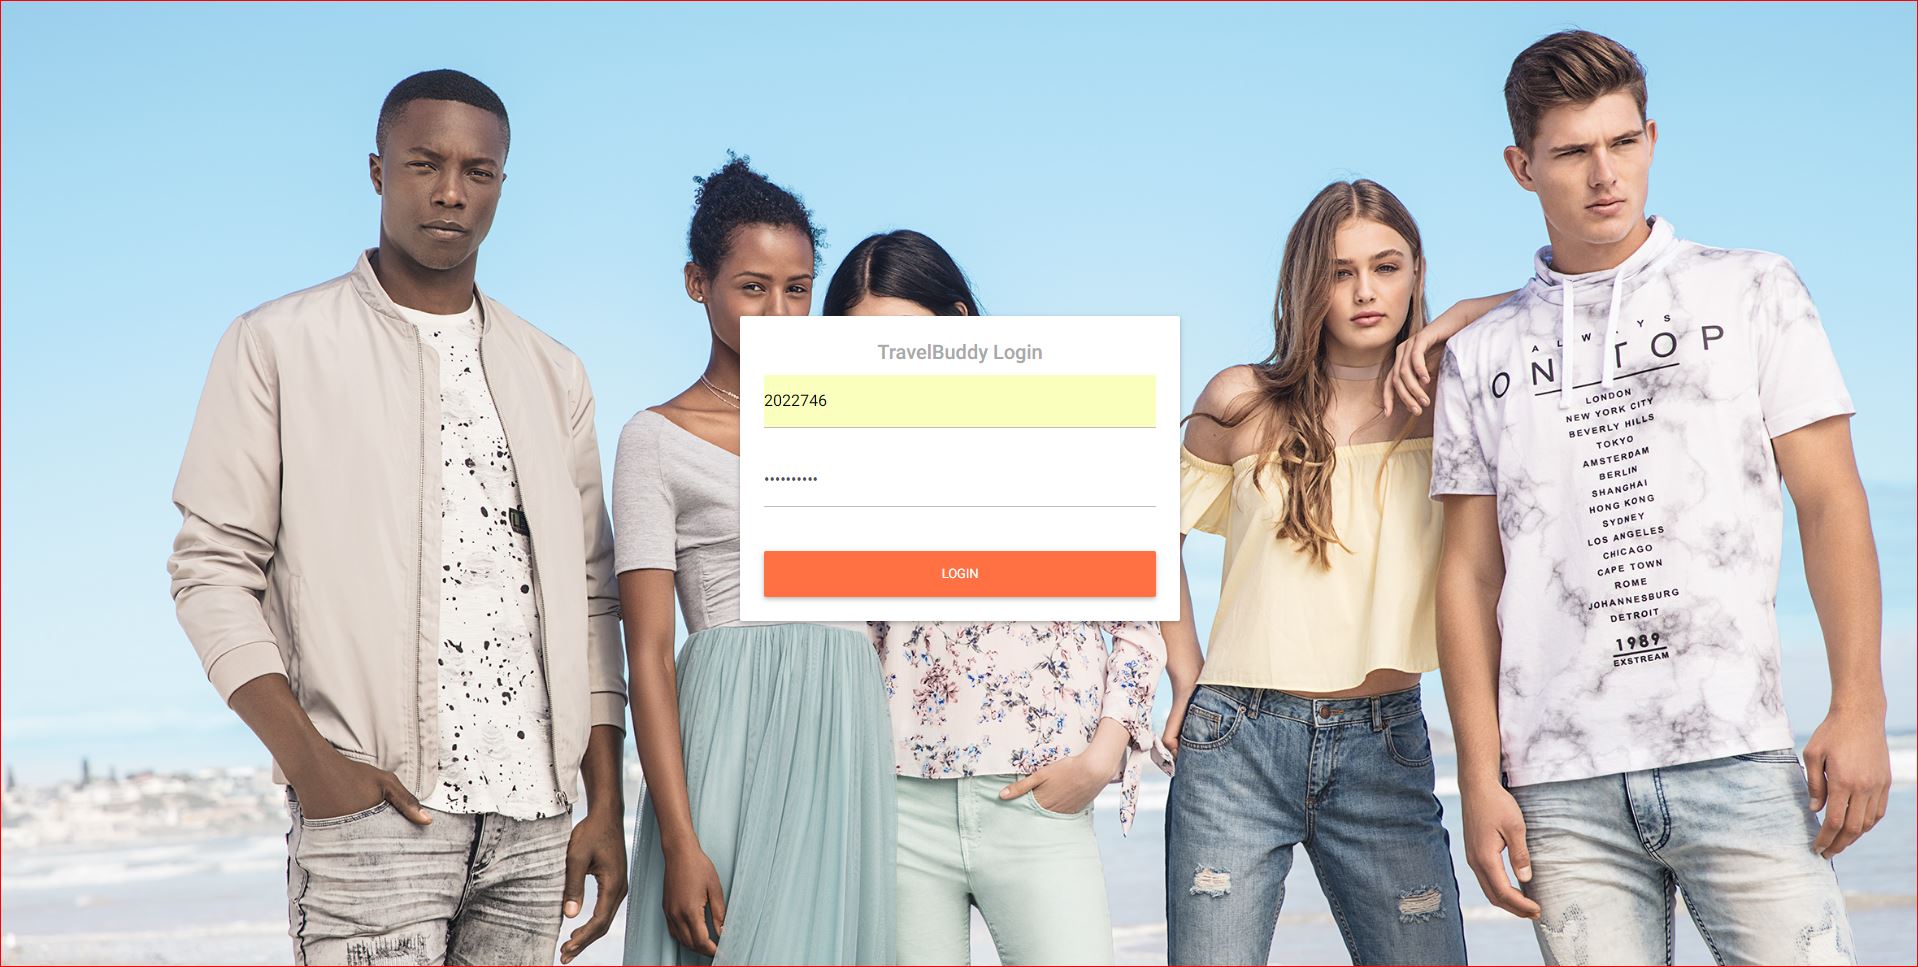 TravelBuddy Login
2022746
••••••••••
LOGIN
ALWAYS
ON TOP
LONDON
NEW YORK CITY
BEVERLY HILLS
TOKYO
AMSTERDAM
BERLIN
SHANGHAI
HONG KONG
SYDNEY
LOS ANGELES
CHICAGO
CAPE TOWN
ROME
JOHANNESBURG
DETROIT
1989
EXSTREAM